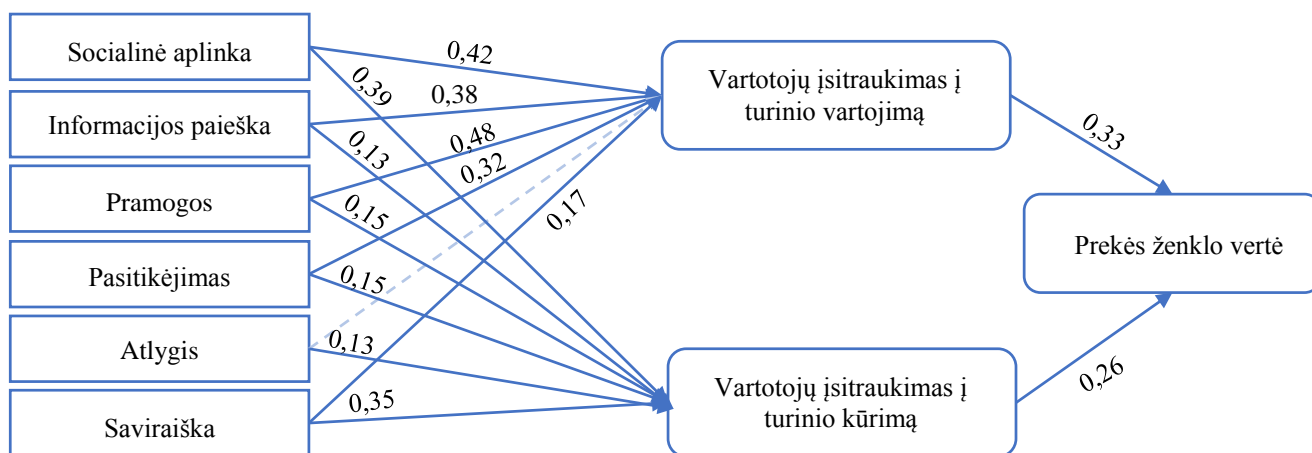 Socialinė aplinka
Informacijos paieška
Pramogos
Pasitikėjimas
Atlygis
Saviraiška
0,42
0,39
0,38
0,13
0,48
0,32
0,15
0,17
0,15
0,13
0,35
Vartotojų įsitraukimas į
turinio vartojimą
Vartotojų įsitraukimas į
turinio kūrimą
0,33
0,26
Prekės ženklo vertė